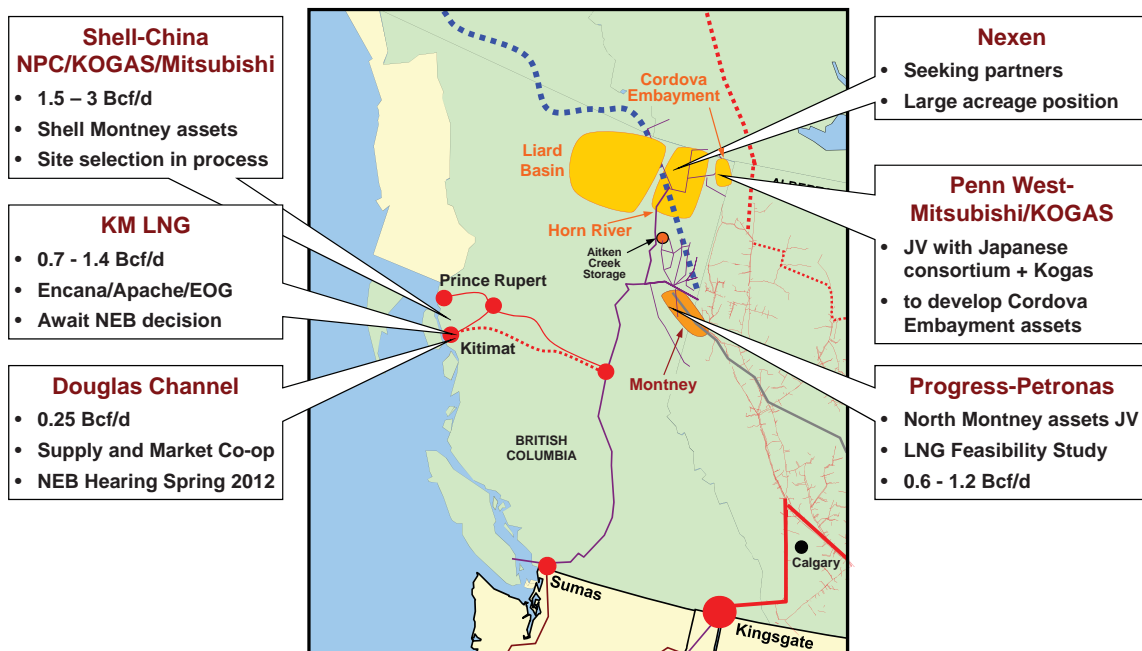 Shell-China
NPC/KOGAS/Mitsubishi
• 1.5 – 3 Bcf/d
• Shell Montney assets
• Site selection in process
KM LNG
• 0.7 - 1.4 Bcf/d
• Encana/Apache/EOG
• Await NEB decision
Douglas Channel
• 0.25 Bcf/d
• Supply and Market Co-op
• NEB Hearing Spring 2012
Cordova
Embayment
Liard
Basin
Horn River
Aitken
Creek
Storage
Prince Rupert
Kitimat
Montney
BRITISH
COLUMBIA
Calgary
Sumas
Kingsgate
Nexen
• Seeking partners
• Large acreage position
Penn West-
Mitsubishi/KOGAS
• JV with Japanese
consortium + Kogas
• to develop Cordova
Embayment assets
Progress-Petronas
• North Montney assets JV
• LNG Feasibility Study
• 0.6 - 1.2 Bcf/d